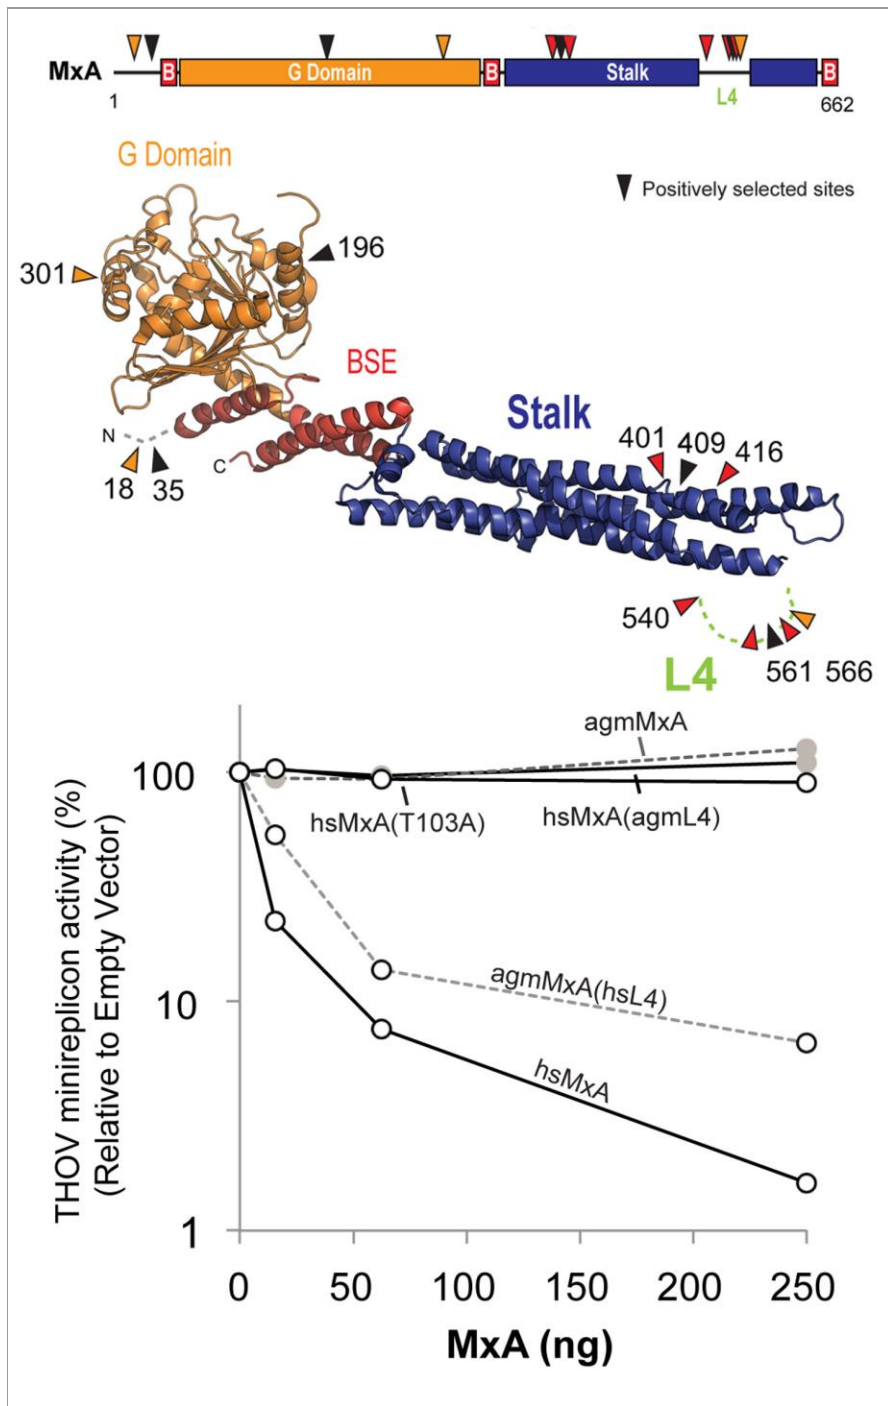 MxA
B
G Domain
B
Stalk
B
1
L4
662
G Domain
Positively selected sites
196
301
BSE
Stalk
N
C
18 35
401
409
416
540
L4
561 566
agmMxA
100
hsMxA(T103A)
hsMxA(agmL4)
THOV minireplicon activity (%)
(Relative to Empty Vector)
agmMxA(hsL4)
10
hsMxA
1
0 50 100 150 200 250
MxA (ng)